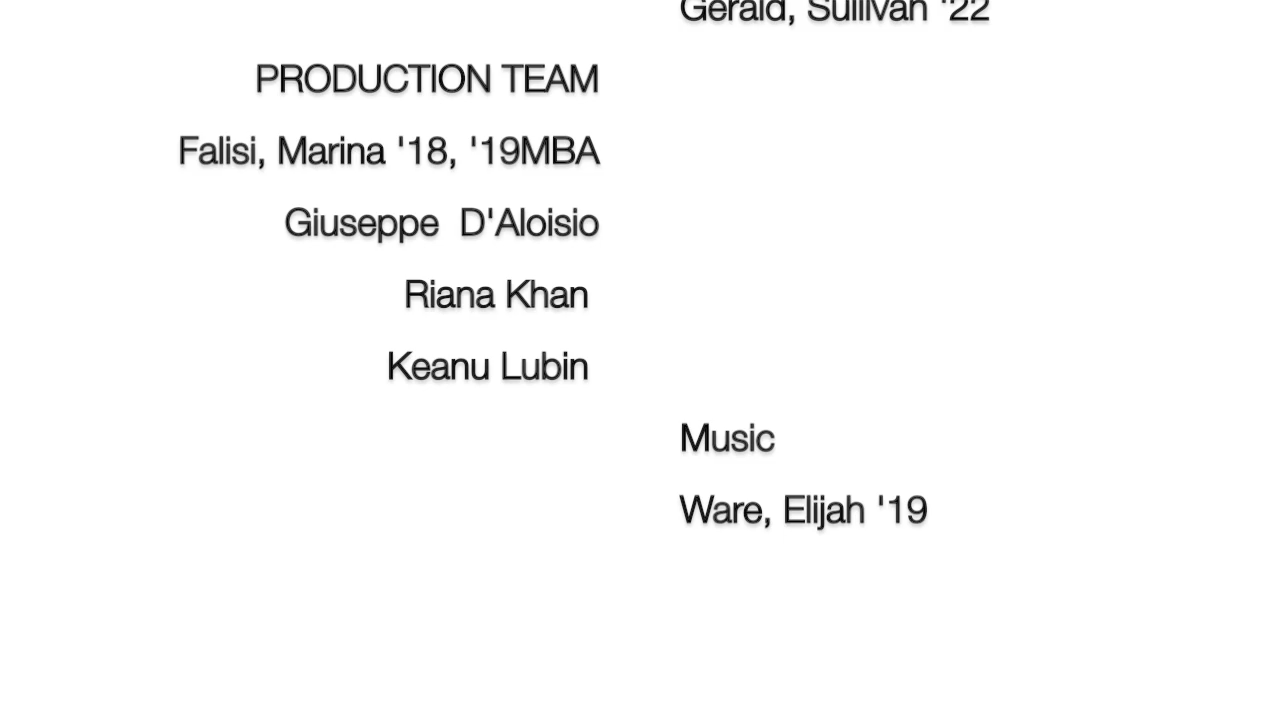 Gerald, Sullivan '22
PRODUCTION TEAM
Falisi, Marina '18, '19MBA
Giuseppe  D'Aloisio
Riana Khan
Keanu Lubin
Music
Ware, Elijah '19